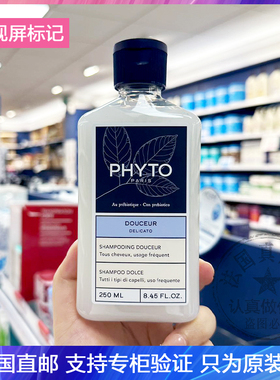 视屏标记
PHYTO
PARIS
Au prébiotique - Con prebiotico
DOUCEUR
DELICATO
SHAMPOOING DOUCEUR
Tous cheveux, usage fréquent
SHAMPOO DOLCE
Tutti i tipi di capelli, uso frequente
250 ML 8.45 FL.OZ.
国直邮 支持专柜验证 只为原装